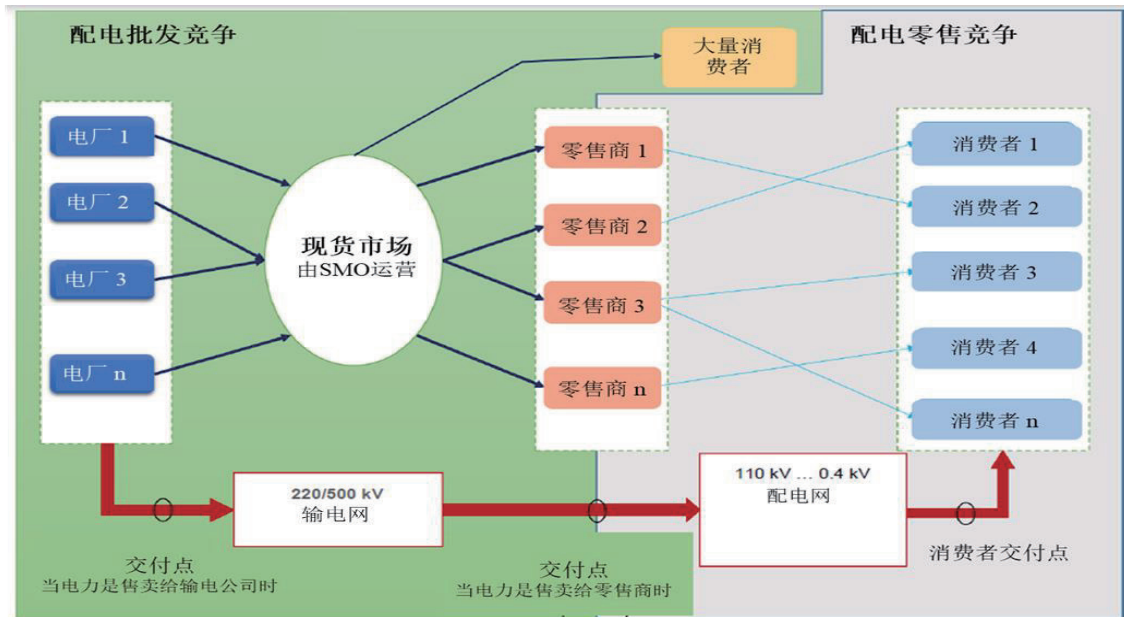 配电批发竞争
配电零售竞争
大量消
费者
电厂 1
电厂 2
电厂 3
电厂 n
现货市场
由SMO运营
零售商 1
零售商 2
零售商 3
零售商 n
消费者 1
消费者 2
消费者 3
消费者 4
消费者 n
220/500 kV
输电网
110 kV ... 0.4 kV
配电网
交付点
当电力是售卖给输电公司时
交付点
当电力是售卖给零售商时
消费者交付点